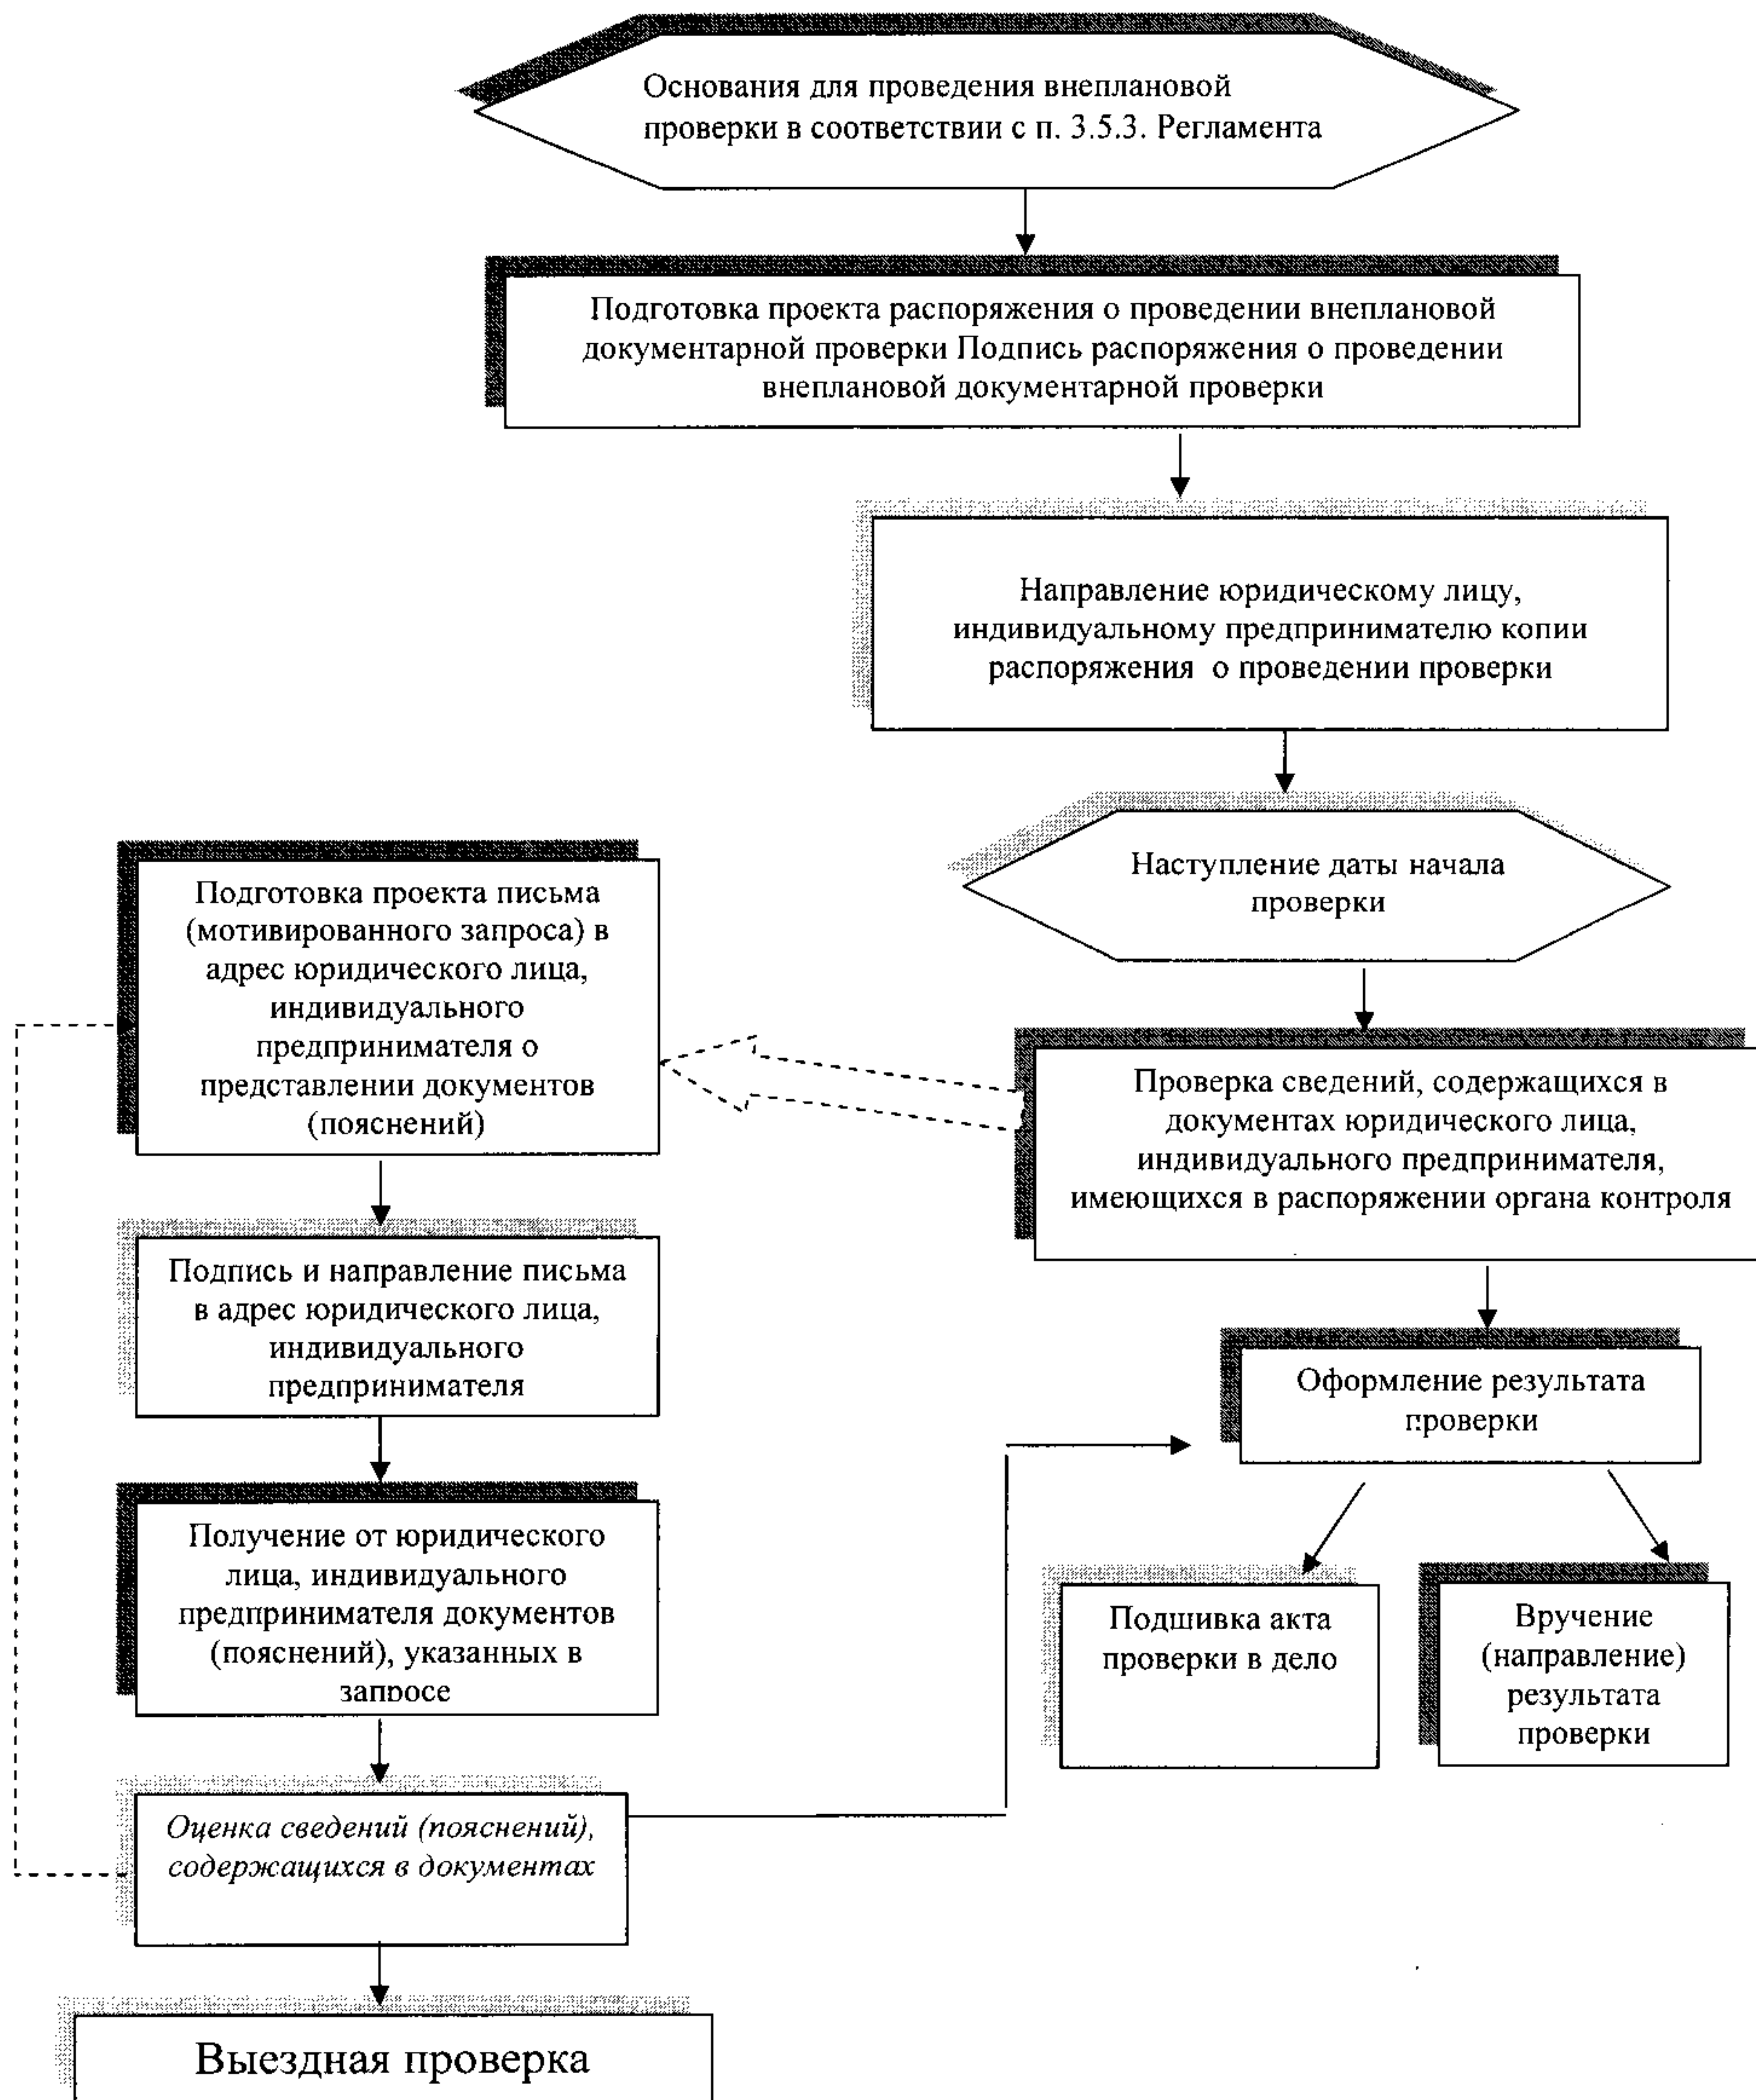 Основания для проведения внеплановой
проверки в соответствии с п. 3.5.3. Регламента
Подготовка проекта распоряжения о проведении внеплановой
документарной проверки Подпись распоряжения о проведении
внеплановой документарной проверки
Направление юридическому лицу,
индивидуальному предпринимателю копии
распоряжения о проведении проверки
Наступление даты начала
проверки
Подготовка проекта письма
(мотивированного запроса) в
адрес юридического лица,
индивидуального
предпринимателя о
представлении документов
(пояснений)
Проверка сведений, содержащихся в
документах юридического лица,
индивидуального предпринимателя,
имеющихся в распоряжении органа контроля
Подпись и направление письма
в адрес юридического лица,
индивидуального
предпринимателя
Оформление результата
проверки
Получение от юридического
лица, индивидуального
предпринимателя документов
(пояснений), указанных в
запросе
Подшивка акта
проверки в дело
Вручение
(направление)
результата
проверки
Оценка сведений (пояснений),
содержащихся в документах
Выездная проверка